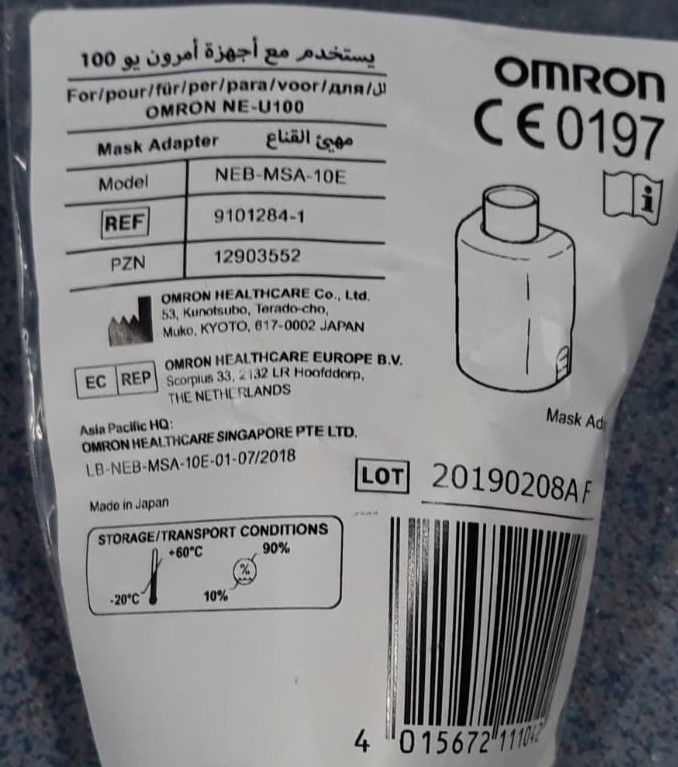 يستخدم مع أجهزة أمرون يو 100
For/pour/für/per/para/voor/для/لل
OMRON NE-U100
Mask Adapter مهيئ القناع
Model NEB-MSA-10E
REF 9101284-1
PZN 12903552
OMRON HEALTHCARE Co., Ltd.
53, Kunotsubo, Terado-cho,
Muko, KYOTO, 617-0002 JAPAN
EC REP
OMRON HEALTHCARE EUROPE B.V.
Scorpius 33, 2132 LR Hoofddorp,
THE NETHERLANDS
Asia Pacific HQ:
OMRON HEALTHCARE SINGAPORE PTE LTD.
LB-NEB-MSA-10E-01-07/2018
Made in Japan
STORAGE/TRANSPORT CONDITIONS
+60°C 90%
%
-20°C 10%
OMRON
CE0197
i
Mask
LOT 20190208AF
4 015672 11104